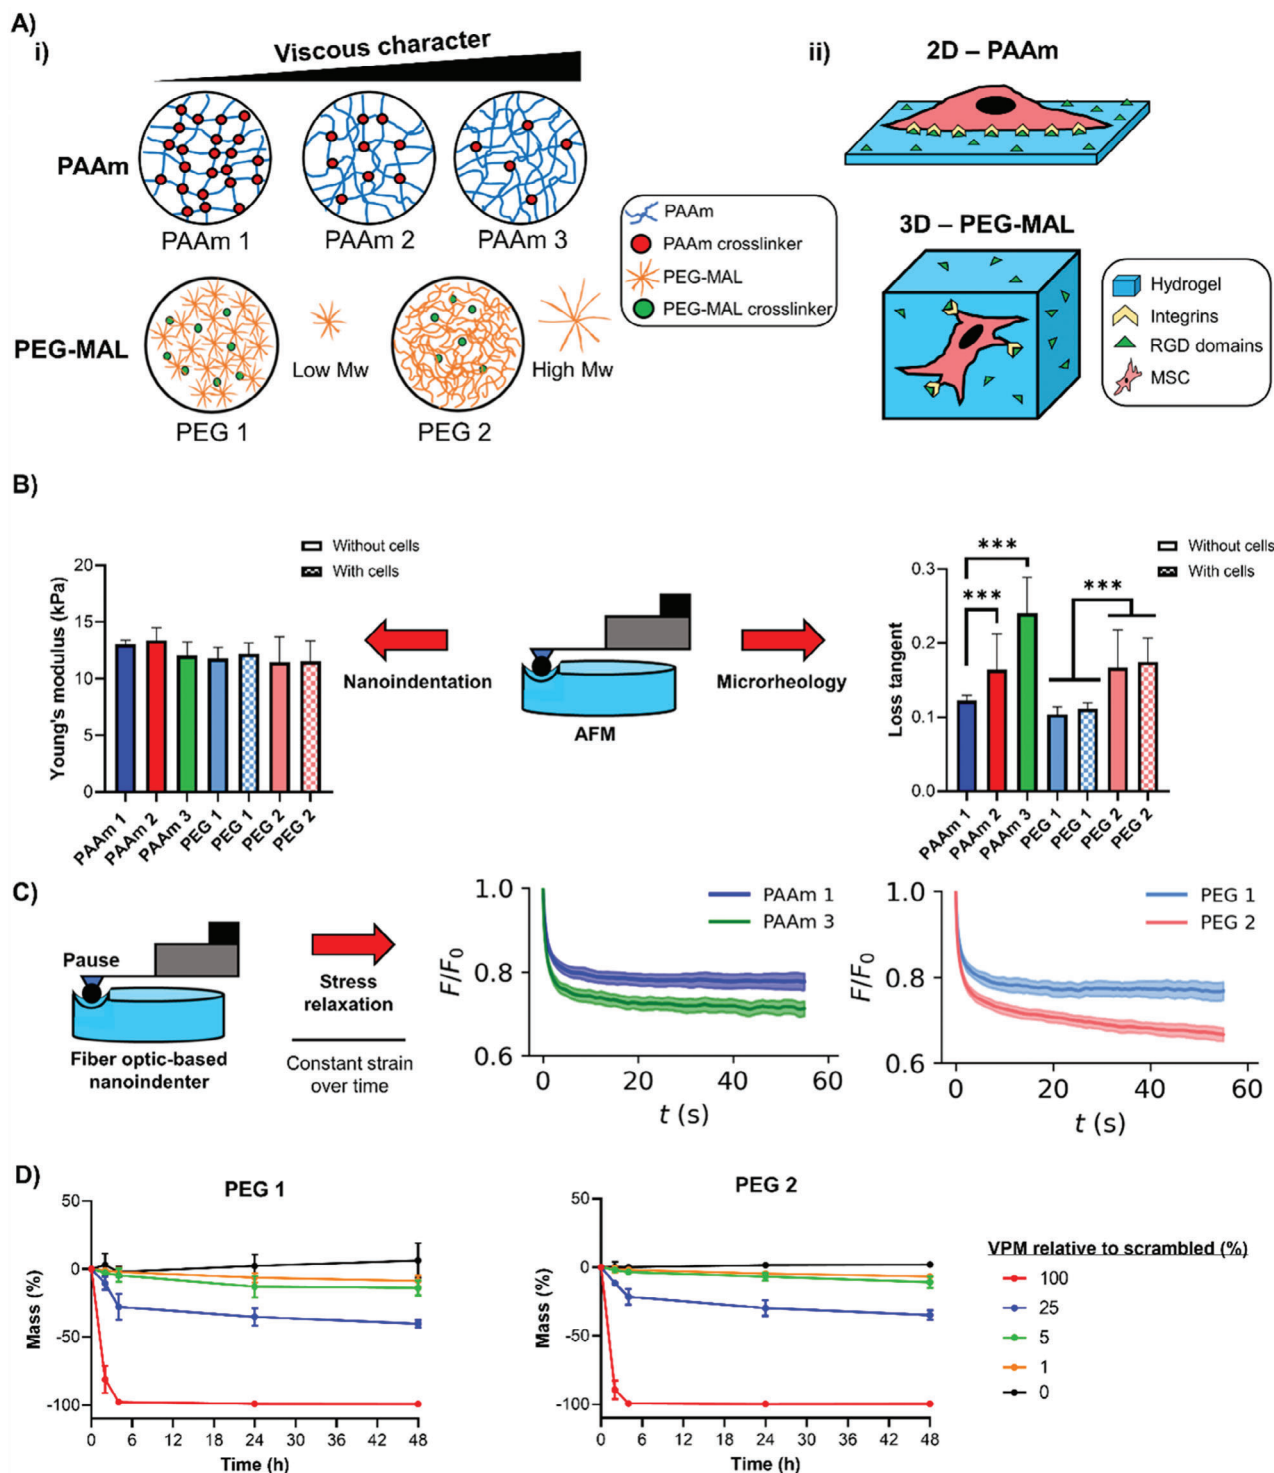 A)
i)
Viscous character
PAAm
PAAm 1
PAAm 2
PAAm 3
PEG-MAL
Low Mw
High Mw
PEG 1
PEG 2
PAAm
PAAm crosslinker
PEG-MAL
PEG-MAL crosslinker
ii)
2D – PAAm
3D – PEG-MAL
Hydrogel
Integrins
RGD domains
MSC
B)
Without cells
With cells
Young's modulus (kPa)
20
15
10
5
0
PAAm 1
PAAm 2
PAAm 3
PEG 1
PEG 1
PEG 2
PEG 2
Nanoindentation
AFM
Microrheology
Without cells
With cells
***
***
***
Loss tangent
0.3
0.2
0.1
0.0
PAAm 1
PAAm 2
PAAm 3
PEG 1
PEG 1
PEG 2
PEG 2
C)
Pause
Fiber optic-based
nanoindenter
Stress
relaxation
Constant strain
over time
F/F0
1.0
0.8
0.6
PAAm 1
PAAm 3
0 20 40 60
t (s)
F/F0
1.0
0.8
0.6
PEG 1
PEG 2
0 20 40 60
t (s)
D)
PEG 1
Mass (%)
50
0
-50
-100
0 6 12 18 24 30 36 42 48
Time (h)
PEG 2
Mass (%)
50
0
-50
-100
0 6 12 18 24 30 36 42 48
Time (h)
VPM relative to scrambled (%)
100
25
5
1
0